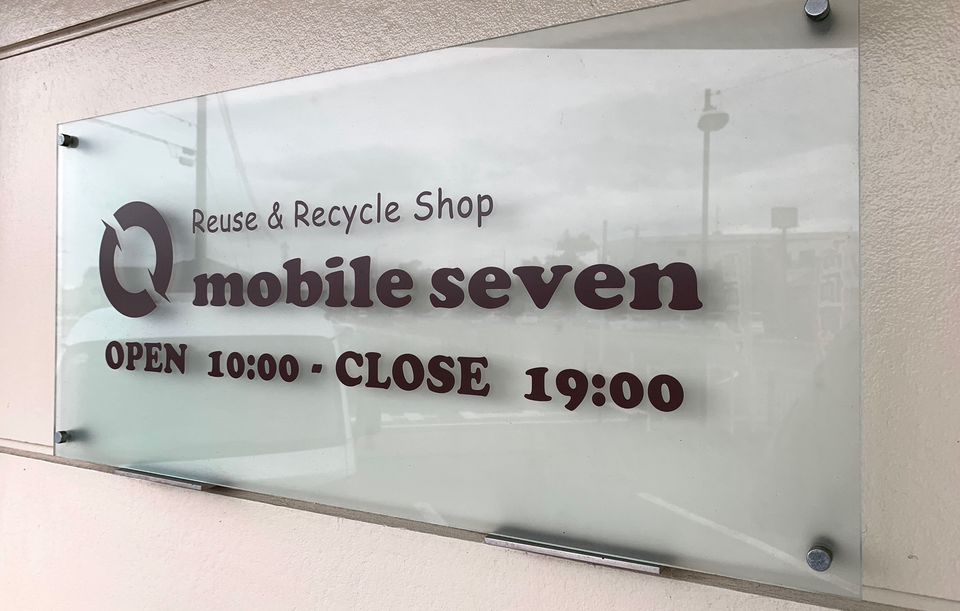 Reuse & Recycle Shop
mobile seven
OPEN 10:00 - CLOSE 19:00